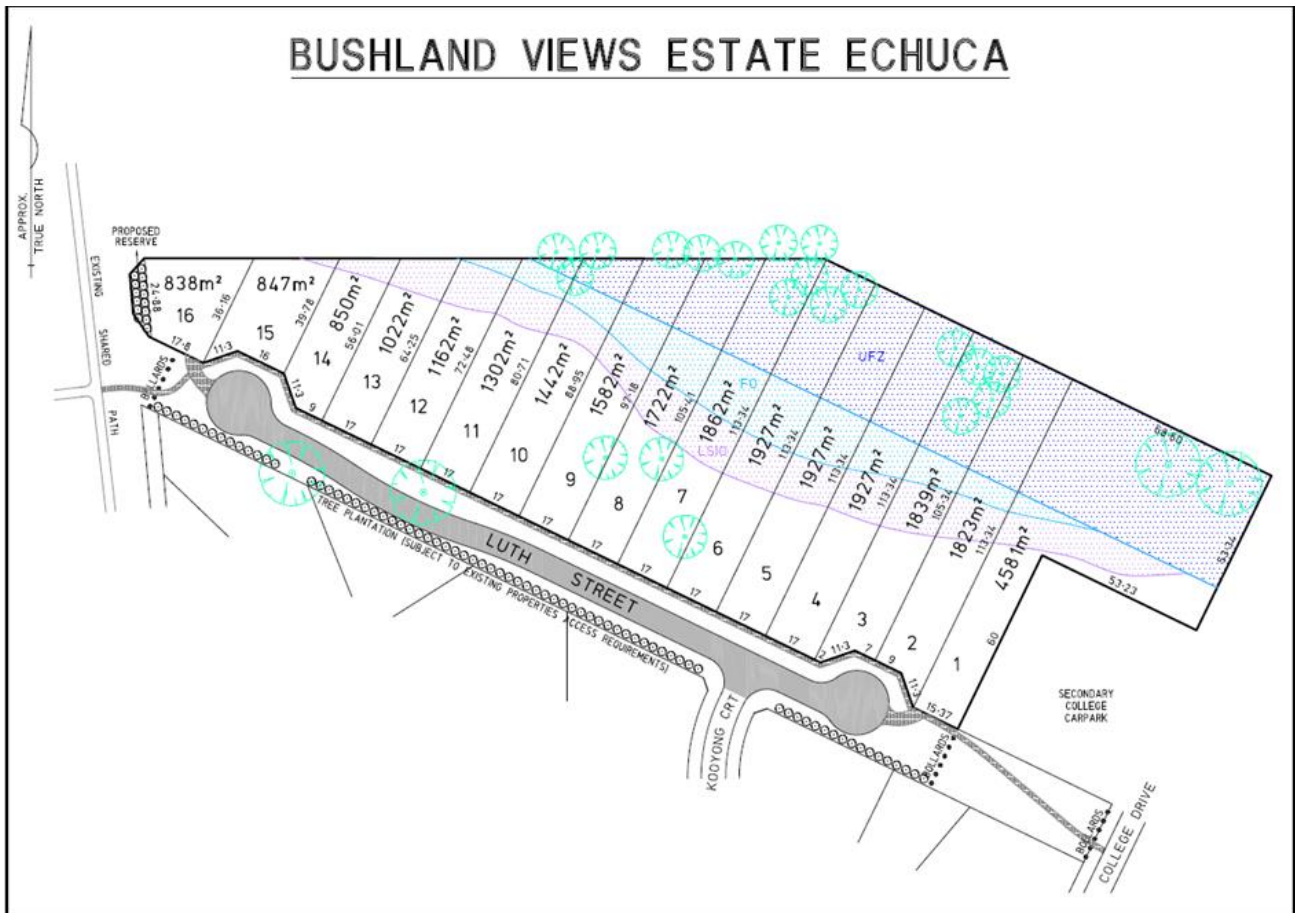 BUSHLAND VIEWS ESTATE ECHUCA
APPROX.
TRUE NORTH
PROPOSED
RESERVE
EXISTING
SHARED
PATH
24·88
838m²
16
17·8
36·16
847m²
15
11·3
16
39·78
850m²
14
11·3
9
56·01
1022m²
13
17
64·25
1162m²
12
17
72·48
1302m²
11
17
80·71
1442m²
10
17
88·95
1582m²
9
17
97·18
1722m²
8
17
105·41
1862m²
7
17
113·34
1927m²
6
17
113·34
1927m²
5
17
113·34
1927m²
4
17
113·34
1839m²
3
2
11·3
7
105·34
1823m²
2
9
11·3
113·34
4581m²
1
15·37
60
53·23
53·34
68·60
UFZ
FO
LSIO
BOLLARDS
LUTH STREET
TREE PLANTATION (SUBJECT TO EXISTING PROPERTIES ACCESS REQUIREMENTS)
KOOYONG CRT
SECONDARY
COLLEGE
CARPARK
BOLLARDS
BOLLARDS
COLLEGE DRIVE